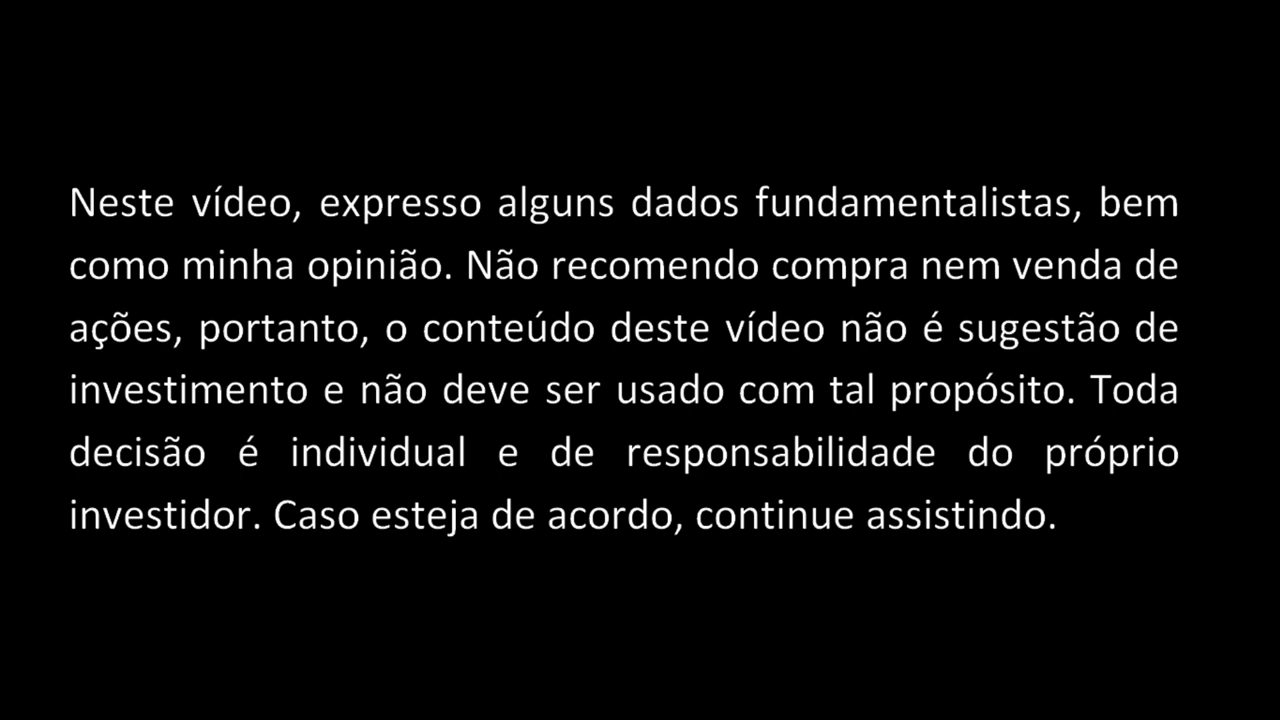 Neste vídeo, expresso alguns dados fundamentalistas, bem
como minha opinião. Não recomendo compra nem venda de
ações, portanto, o conteúdo deste vídeo não é sugestão de
investimento e não deve ser usado com tal propósito. Toda
decisão é individual e de responsabilidade do próprio
investidor. Caso esteja de acordo, continue assistindo.